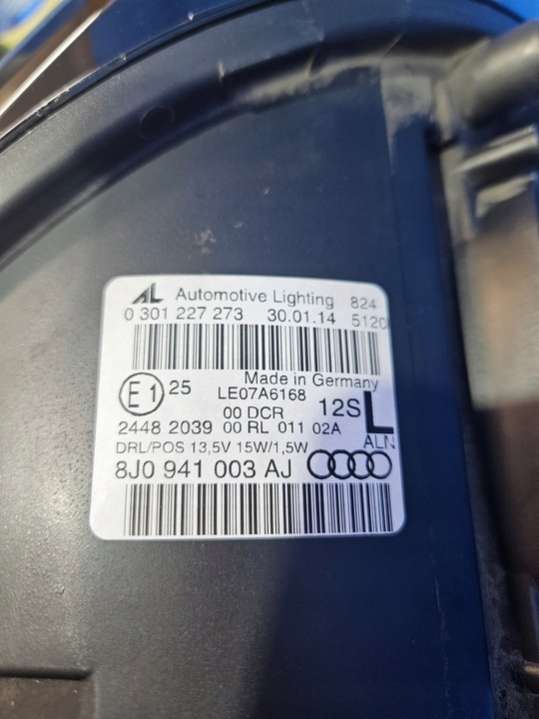 AL Automotive Lighting 824
0 301 227 273 30.01.14 5120
Made in Germany
E1 25 LE07A6168
00 DCR 12S L
2448 2039 00 RL 011 02A
DRL/POS 13,5V 15W/1,5W ALN
8J0 941 003 AJ